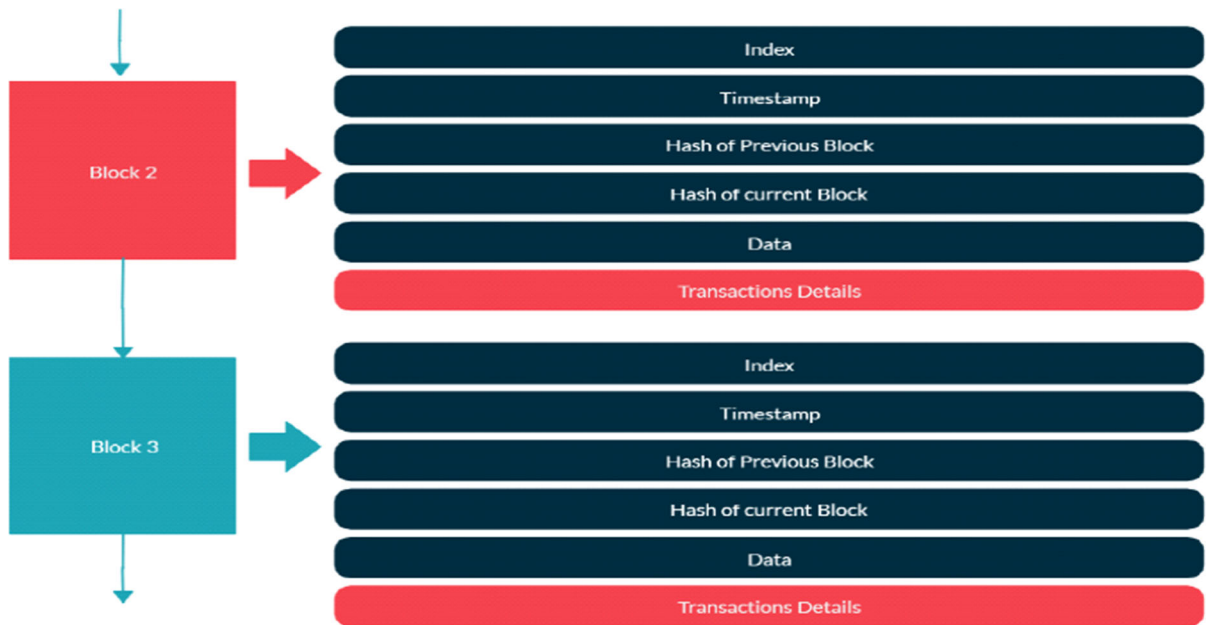 Block 2
Index
Timestamp
Hash of Previous Block
Hash of current Block
Data
Transactions Details
Block 3
Index
Timestamp
Hash of Previous Block
Hash of current Block
Data
Transactions Details